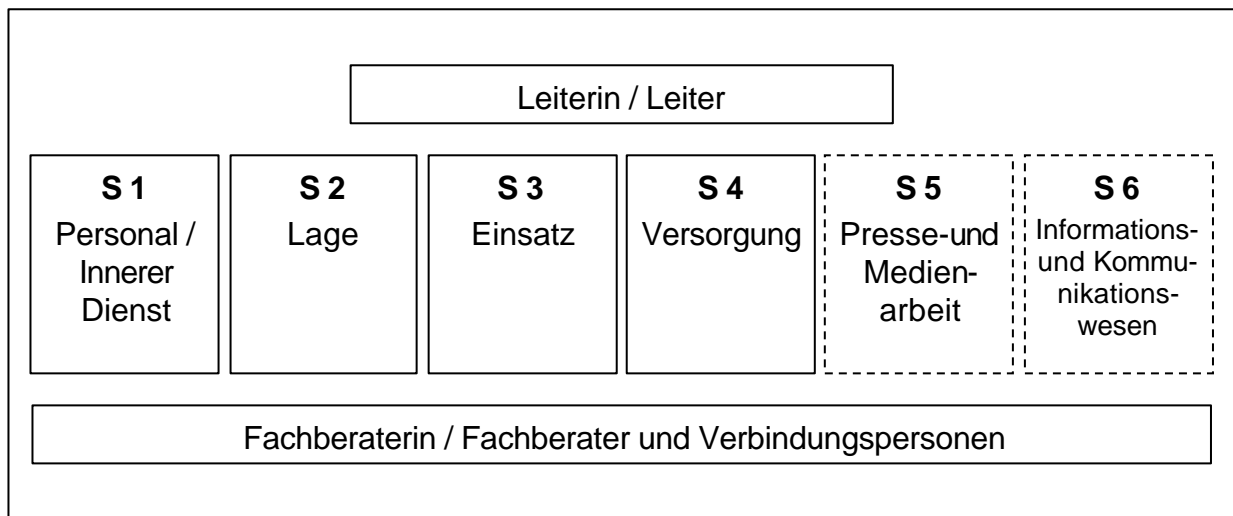 Leiterin / Leiter
S 1
Personal /
Innerer
Dienst
S 2
Lage
S 3
Einsatz
S 4
Versorgung
S 5
Presse-und
Medien-
arbeit
S 6
Informations-
und Kommu-
nikations-
wesen
Fachberaterin / Fachberater und Verbindungspersonen